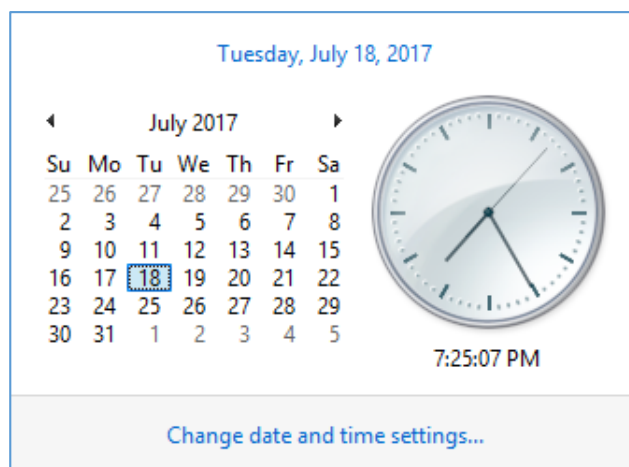 Tuesday, July 18, 2017
July 2017
Su Mo Tu We Th Fr Sa
25 26 27 28 29 30 1
2 3 4 5 6 7 8
9 10 11 12 13 14 15
16 17 18 19 20 21 22
23 24 25 26 27 28 29
30 31 1 2 3 4 5
7:25:07 PM
Change date and time settings...